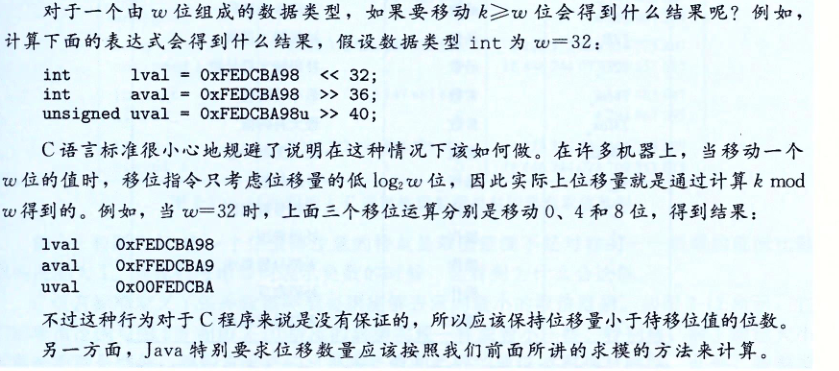 对于一个由 w 位组成的数据类型，如果要移动 k≥w 位会得到什么结果呢？例如，
计算下面的表达式会得到什么结果，假设数据类型 int 为 w=32：
int lval = 0xFEDCBA98 << 32;
int aval = 0xFEDCBA98 >> 36;
unsigned uval = 0xFEDCBA98u >> 40;
C 语言标准很小心地规避了说明在这种情况下该如何做。在许多机器上，当移动一个
w 位的值时，移位指令只考虑位移量的低 log₂w 位，因此实际上位移量就是通过计算 k mod
w 得到的。例如，当 w=32 时，上面三个移位运算分别是移动 0、4 和 8 位，得到结果：
lval 0xFEDCBA98
aval 0xFFEDCBA9
uval 0x00FEDCBA
不过这种行为对于 C 程序来说是没有保证的，所以应该保持位移量小于待移位值的位数。
另一方面，Java 特别要求位移数量应该按照我们前面所讲的求模的方法来计算。